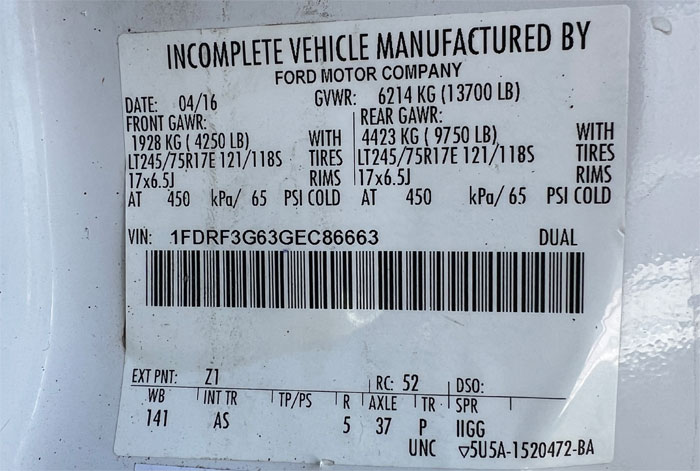 INCOMPLETE VEHICLE MANUFACTURED BY
FORD MOTOR COMPANY
DATE: 04/16 GVWR: 6214 KG (13700 LB)
FRONT GAWR: REAR GAWR:
1928 KG ( 4250 LB) WITH 4423 KG ( 9750 LB) WITH
LT245/75R17E 121/118S TIRES LT245/75R17E 121/118S TIRES
17x6.5J RIMS 17x6.5J RIMS
AT 450 kPa/ 65 PSI COLD AT 450 kPa/ 65 PSI COLD
VIN: 1FDRF3G63GEC86663 DUAL
EXT PNT: Z1 RC: 52 DSO:
WB INT TR TP/PS R AXLE TR SPR
141 AS 5 37 P IIGG
UNC ▽5U5A-1520472-BA